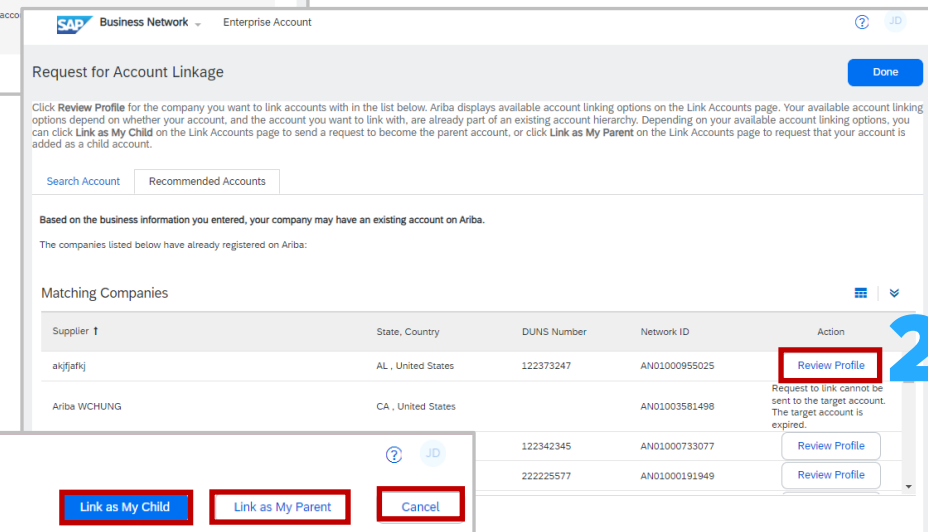 acco
SAP Business Network Enterprise Account JD
Request for Account Linkage Done
Click Review Profile for the company you want to link accounts with in the list below. Ariba displays available account linking options on the Link Accounts page. Your available account linking
options depend on whether your account, and the account you want to link with, are already part of an existing account hierarchy. Depending on your available account linking options, you
can click Link as My Child on the Link Accounts page to send a request to become the parent account, or click Link as My Parent on the Link Accounts page to request that your account is
added as a child account.
Search Account Recommended Accounts
Based on the business information you entered, your company may have an existing account on Ariba.
The companies listed below have already registered on Ariba:
Matching Companies
Supplier ↑ State, Country DUNS Number Network ID Action
akjfjafkj AL , United States 122373247 AN01000955025 Review Profile
2
Ariba WCHUNG CA , United States AN01003581498 Request to link cannot be
sent to the target account.
The target account is
expired.
122342345 AN01000733077 Review Profile
222225577 AN01000191949 Review Profile
JD
Link as My Child Link as My Parent Cancel